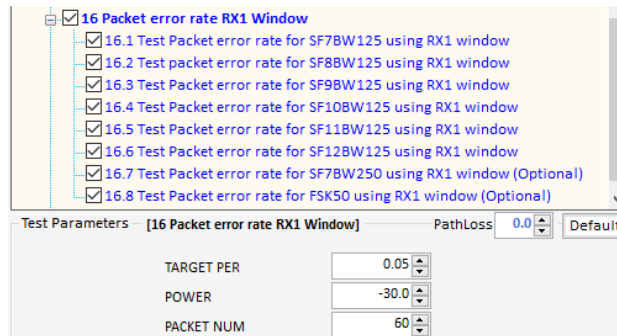 16 Packet error rate RX1 Window
16.1 Test Packet error rate for SF7BW125 using RX1 window
16.2 Test packet error rate for SF8BW125 using RX1 window
16.3 Test Packet error rate for SF9BW125 using RX1 window
16.4 Test Packet error rate for SF10BW125 using RX1 window
16.5 Test Packet error rate for SF11BW125 using RX1 window
16.6 Test Packet error rate for SF12BW125 using RX1 window
16.7 Test Packet error rate for SF7BW250 using RX1 window (Optional)
16.8 Test Packet error rate for FSK50 using RX1 window (Optional)
Test Parameters [16 Packet error rate RX1 Window] PathLoss 0.0 Default
TARGET PER 0.05
POWER -30.0
PACKET NUM 60